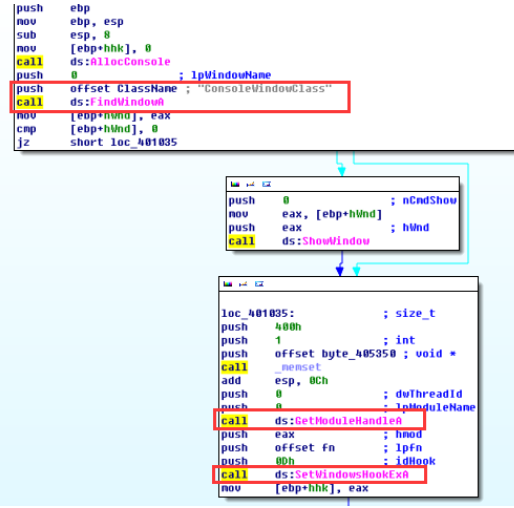 push ebp
mov ebp, esp
sub esp, 8
mov [ebp+hhk], 0
call ds:AllocConsole
push 0 ; lpWindowName
push offset ClassName ; "ConsoleWindowClass"
call ds:FindWindowA
mov [ebp+hWnd], eax
cmp [ebp+hWnd], 0
jz short loc_401035
push 0 ; nCmdShow
mov eax, [ebp+hWnd]
push eax ; hWnd
call ds:ShowWindow
loc_401035: ; size_t
push 400h
push 1 ; int
push offset byte_405350 ; void *
call _memset
add esp, 0Ch
push 0 ; dwThreadId
push 0 ; lpModuleName
call ds:GetModuleHandleA
push eax ; hmod
push offset fn ; lpfn
push 0Dh ; idHook
call ds:SetWindowsHookExA
mov [ebp+hhk], eax